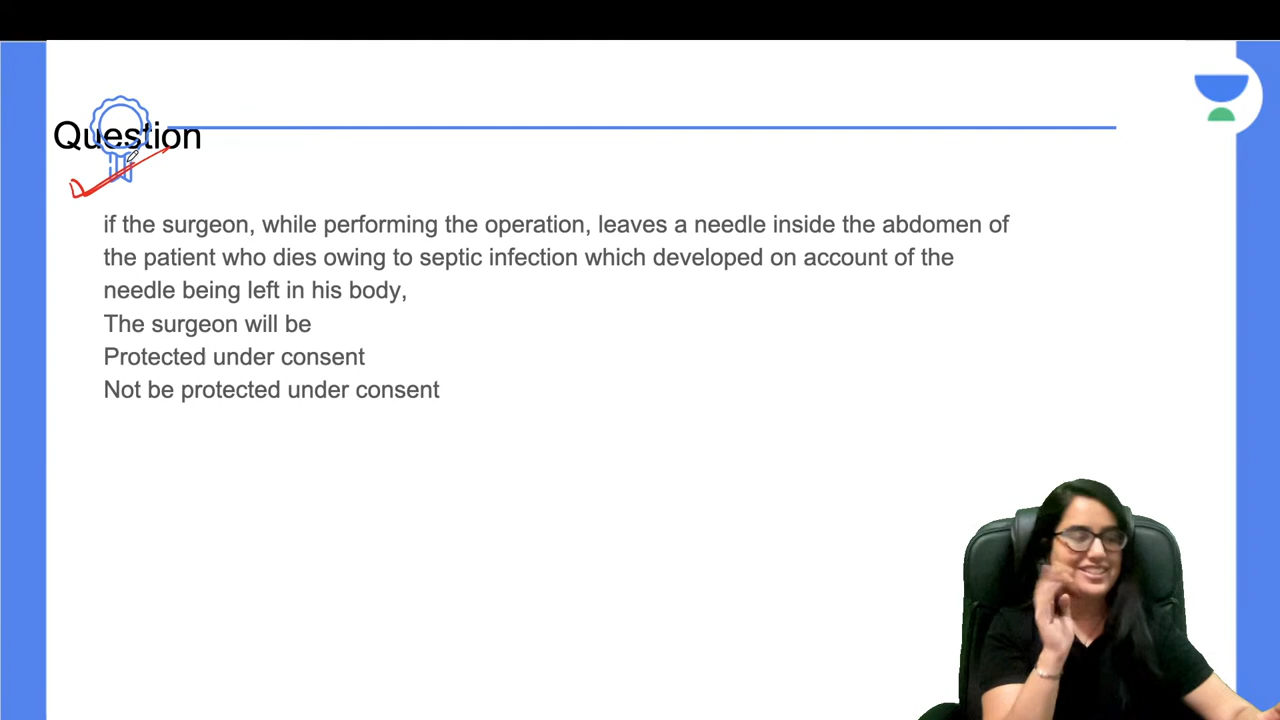 Question
if the surgeon, while performing the operation, leaves a needle inside the abdomen of
the patient who dies owing to septic infection which developed on account of the
needle being left in his body,
The surgeon will be
Protected under consent
Not be protected under consent